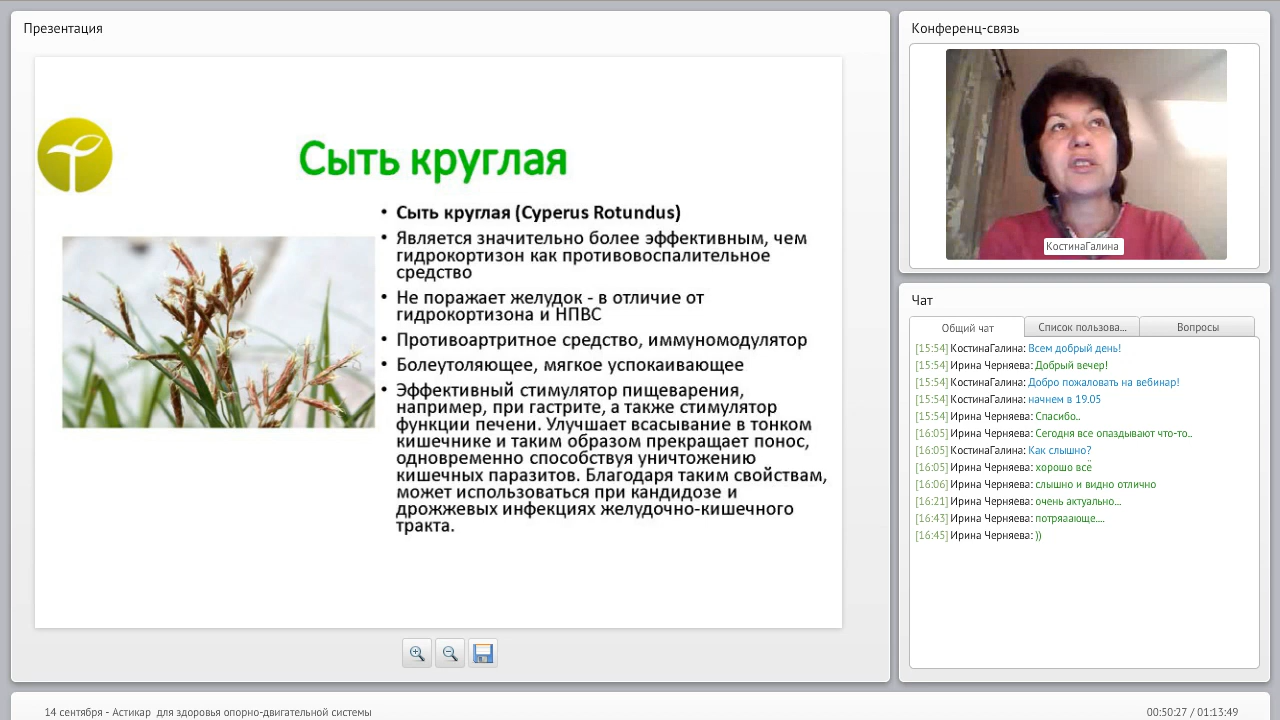 Презентация
Сыть круглая
• Сыть круглая (Cyperus Rotundus)
• Является значительно более эффективным, чем
гидрокортизон как противовоспалительное
средство
• Не поражает желудок - в отличие от
гидрокортизона и НПВС
• Противоартритное средство, иммуномодулятор
• Болеутоляющее, мягкое успокаивающее
• Эффективный стимулятор пищеварения,
например, при гастрите, а также стимулятор
функции печени. Улучшает всасывание в тонком
кишечнике и таким образом прекращает понос,
одновременно способствуя уничтожению
кишечных паразитов. Благодаря таким свойствам,
может использоваться при кандидозе и
дрожжевых инфекциях желудочно-кишечного
тракта.
Конференц-связь
КостинаГалина
Чат
Общий чат
Список пользова...
Вопросы
[15:54] КостинаГалина: Всем добрый день!
[15:54] Ирина Черняева: Добрый вечер!
[15:54] КостинаГалина: Добро пожаловать на вебинар!
[15:54] КостинаГалина: начнем в 19.05
[15:54] Ирина Черняева: Спасибо..
[16:05] Ирина Черняева: Сегодня все опаздывают что-то..
[16:05] КостинаГалина: Как слышно?
[16:05] Ирина Черняева: хорошо всё
[16:06] Ирина Черняева: слышно и видно отлично
[16:21] Ирина Черняева: очень актуально...
[16:43] Ирина Черняева: потряаающе....
[16:45] Ирина Черняева: ))
14 сентября - Астикар для здоровья опорно-двигательной системы
00:50:27 / 01:13:49